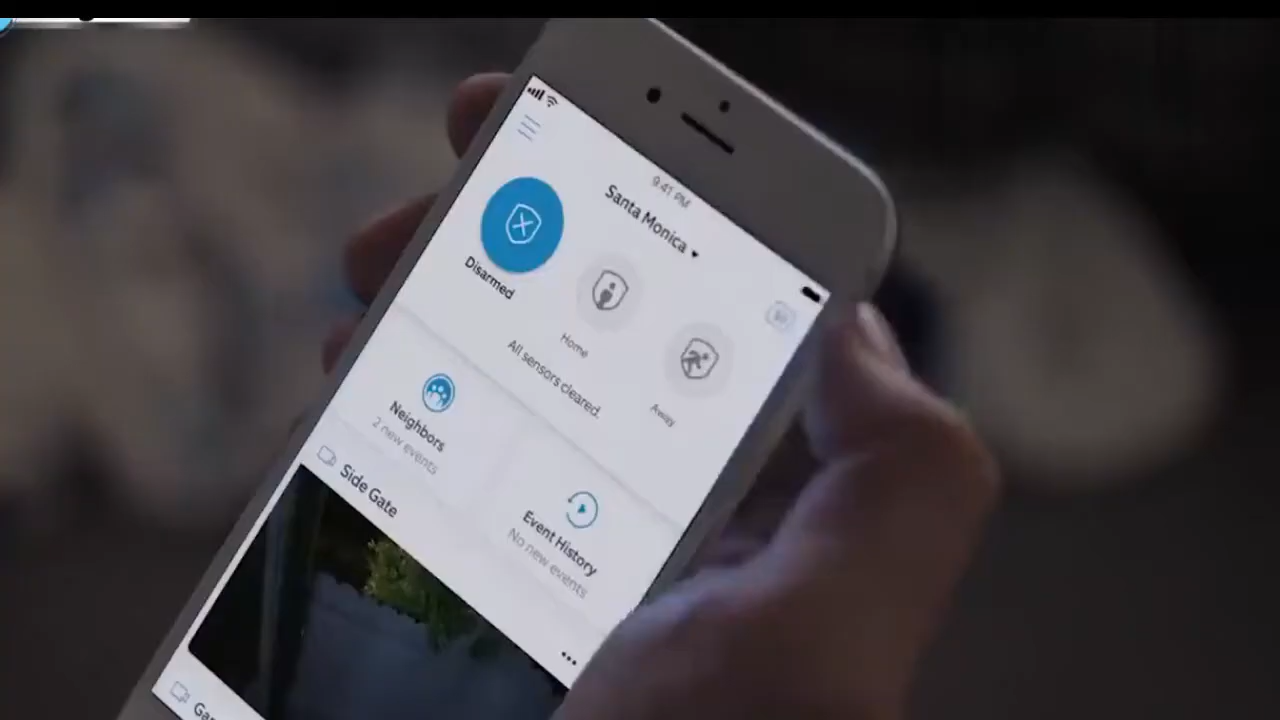 9:41 PM
Santa Monica
Disarmed
Home
Away
All sensors cleared.
Neighbors
2 new events
Event History
No new events
Side Gate